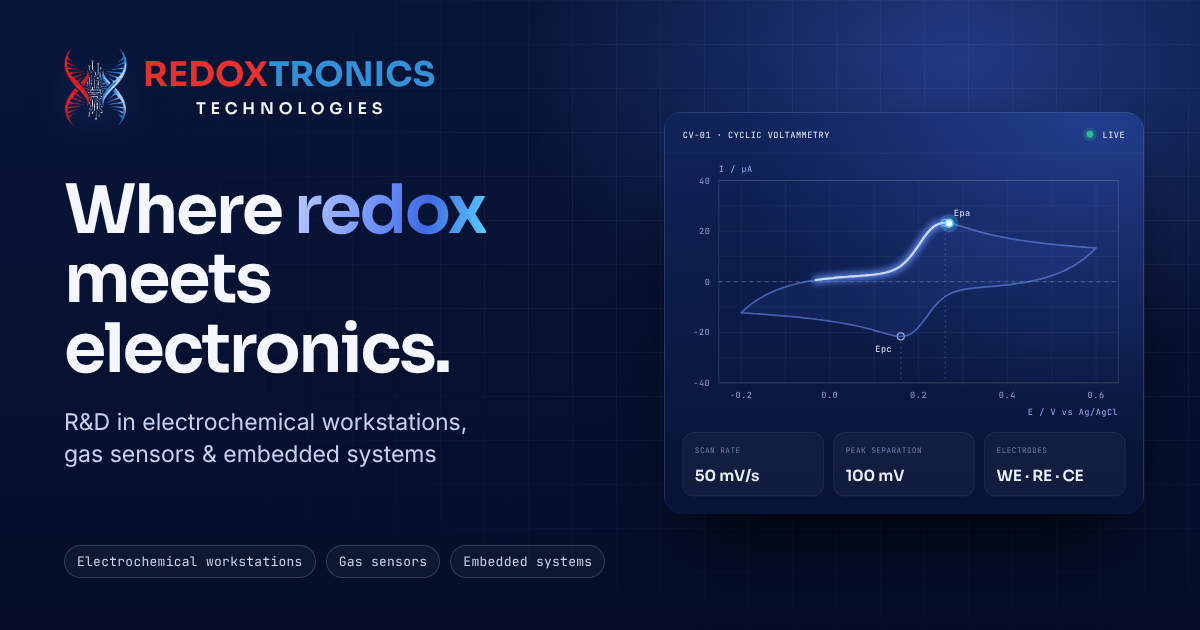 REDOXTRONICS
TECHNOLOGIES
Where redox
meets
electronics.
R&D in electrochemical workstations,
gas sensors & embedded systems
Electrochemical workstations
Gas sensors
Embedded systems
CV-01 · CYCLIC VOLTAMMETRY
LIVE
I / µA
40
20
0
-20
-40
Epa
Epc
-0.2
0.0
0.2
0.4
0.6
E / V vs Ag/AgCl
SCAN RATE
50 mV/s
PEAK SEPARATION
100 mV
ELECTRODES
WE · RE · CE